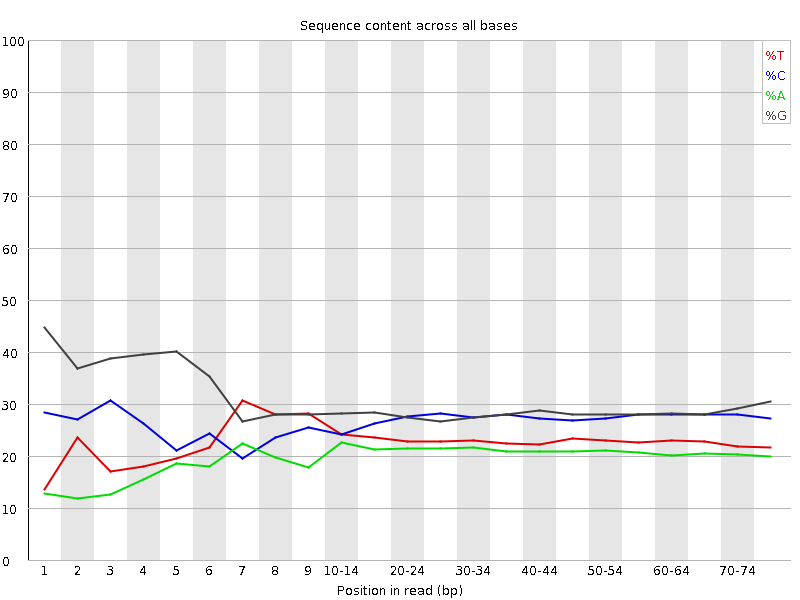 Sequence content across all bases
%T
%C
%A
%G
100
90
80
70
60
50
40
30
20
10
0
1 2 3 4 5 6 7 8 9 10-14 20-24 30-34 40-44 50-54 60-64 70-74
Position in read (bp)